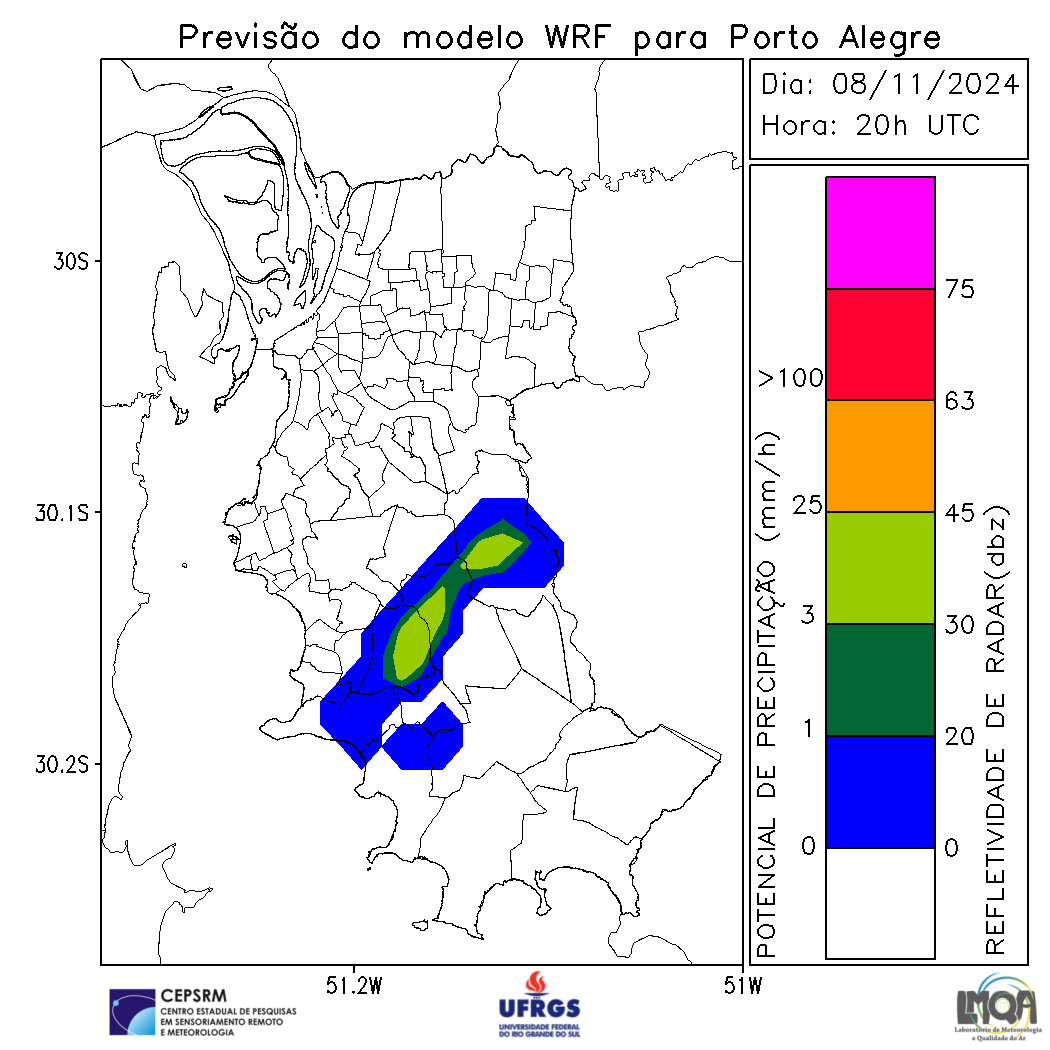 Previsão do modelo WRF para Porto Alegre
Dia: 08/11/2024
Hora: 20h UTC
30S
30.1S
30.2S
51.2W
51W
POTENCIAL DE PRECIPITAÇÃO (mm/h)
>100
25
3
1
0
75
63
45
30
20
0
REFLETIVIDADE DE RADAR(dbz)
CEPSRM
CENTRO ESTADUAL DE PESQUISAS
EM SENSORIAMENTO REMOTO
E METEOROLOGIA
UFRGS
UNIVERSIDADE FEDERAL
DO RIO GRANDE DO SUL
LMQA
Laboratório de Meteorologia
e Qualidade do Ar